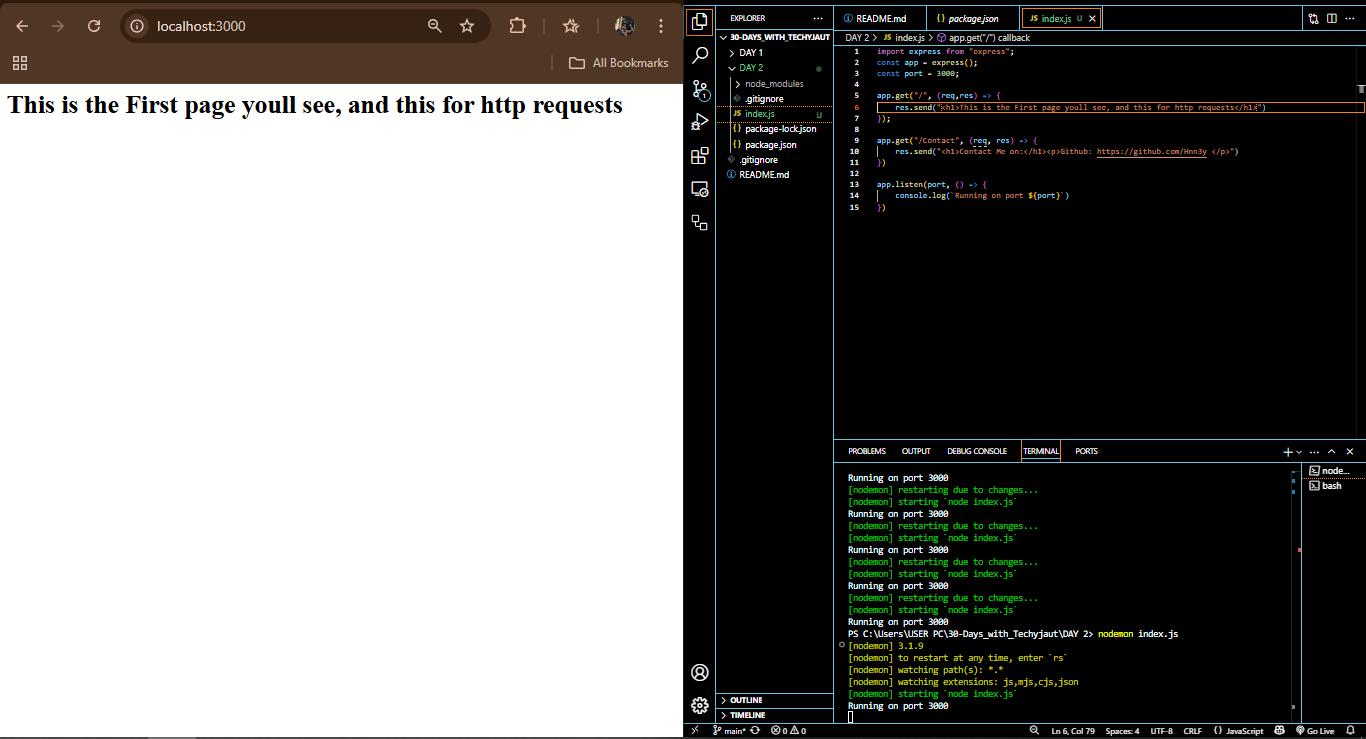 localhost:3000
All Bookmarks
This is the First page youll see, and this for http requests
EXPLORER
30-DAYS_WITH_TECHYJAUT
DAY 1
DAY 2
node_modules
.gitignore
JS index.js U
{} package-lock.json
{} package.json
.gitignore
README.md
OUTLINE
TIMELINE
README.md {} package.json JS index.js U
DAY 2 > JS index.js > app.get("/") callback
1 import express from "express";
2 const app = express();
3 const port = 3000;
4
5 app.get("/", (req,res) => {
6 res.send("<h1>This is the First page youll see, and this for http requests</h1>")
7 });
8
9 app.get("/Contact", (req, res) => {
10 res.send("<h1>Contact Me on:</h1><p>Github: https://github.com/Hnn3y </p>")
11 })
12
13 app.listen(port, () => {
14 console.log(`Running on port ${port}`)
15 })
PROBLEMS OUTPUT DEBUG CONSOLE TERMINAL PORTS
node...
bash
Running on port 3000
[nodemon] restarting due to changes...
[nodemon] starting `node index.js`
Running on port 3000
[nodemon] restarting due to changes...
[nodemon] starting `node index.js`
Running on port 3000
[nodemon] restarting due to changes...
[nodemon] starting `node index.js`
Running on port 3000
[nodemon] restarting due to changes...
[nodemon] starting `node index.js`
Running on port 3000
PS C:\Users\USER PC\30-Days_with_Techyjaut\DAY 2> nodemon index.js
[nodemon] 3.1.9
[nodemon] to restart at any time, enter `rs`
[nodemon] watching path(s): *.*
[nodemon] watching extensions: js,mjs,cjs,json
[nodemon] starting `node index.js`
Running on port 3000
main* 0 0 Ln 6, Col 79 Spaces: 4 UTF-8 CRLF {} JavaScript Go Live